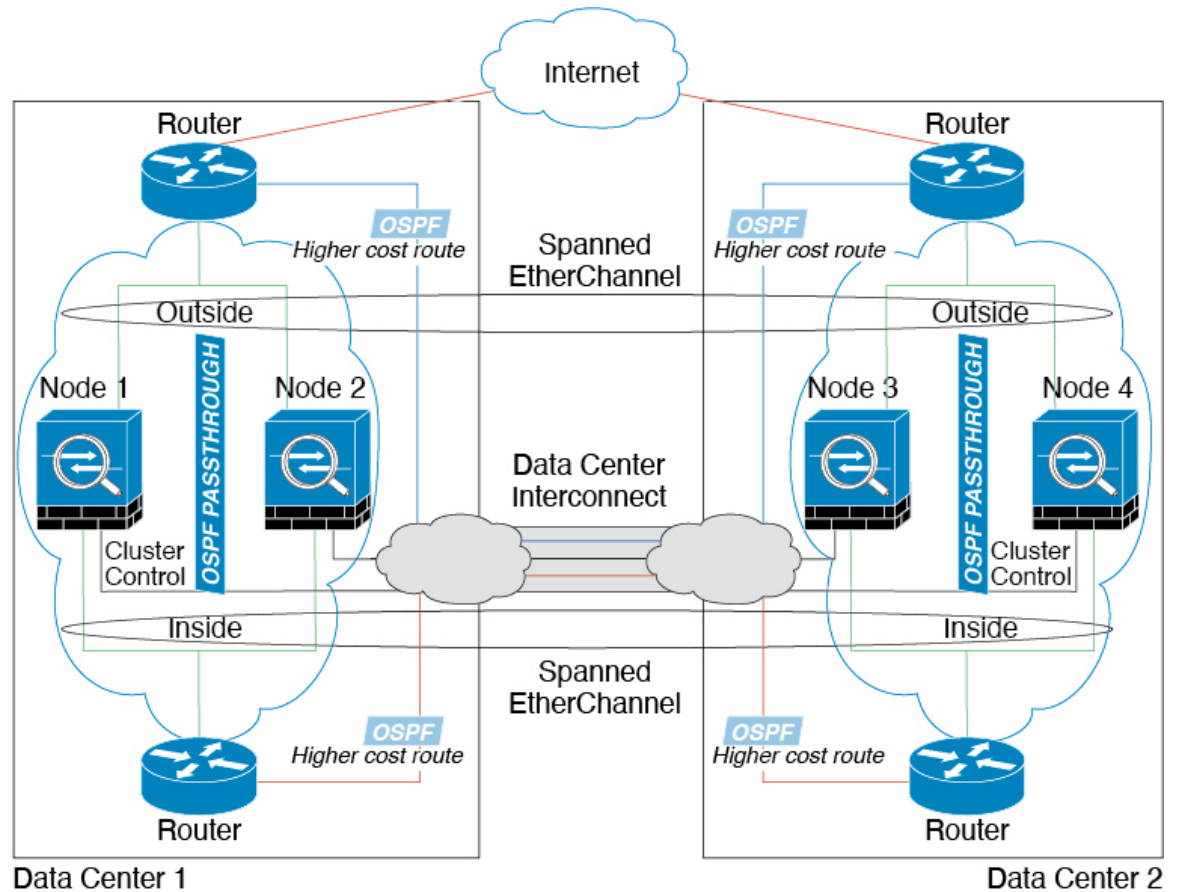 Internet
Router
Router
OSPF
Higher cost route
Spanned
EtherChannel
OSPF
Higher cost route
Outside
Outside
Node 1
Node 2
Node 3
Node 4
OSPF PASSTHROUGH
OSPF PASSTHROUGH
Data Center
Interconnect
Cluster
Control
Cluster
Control
Inside
Inside
Spanned
EtherChannel
OSPF
Higher cost route
OSPF
Higher cost route
Router
Router
Data Center 1
Data Center 2